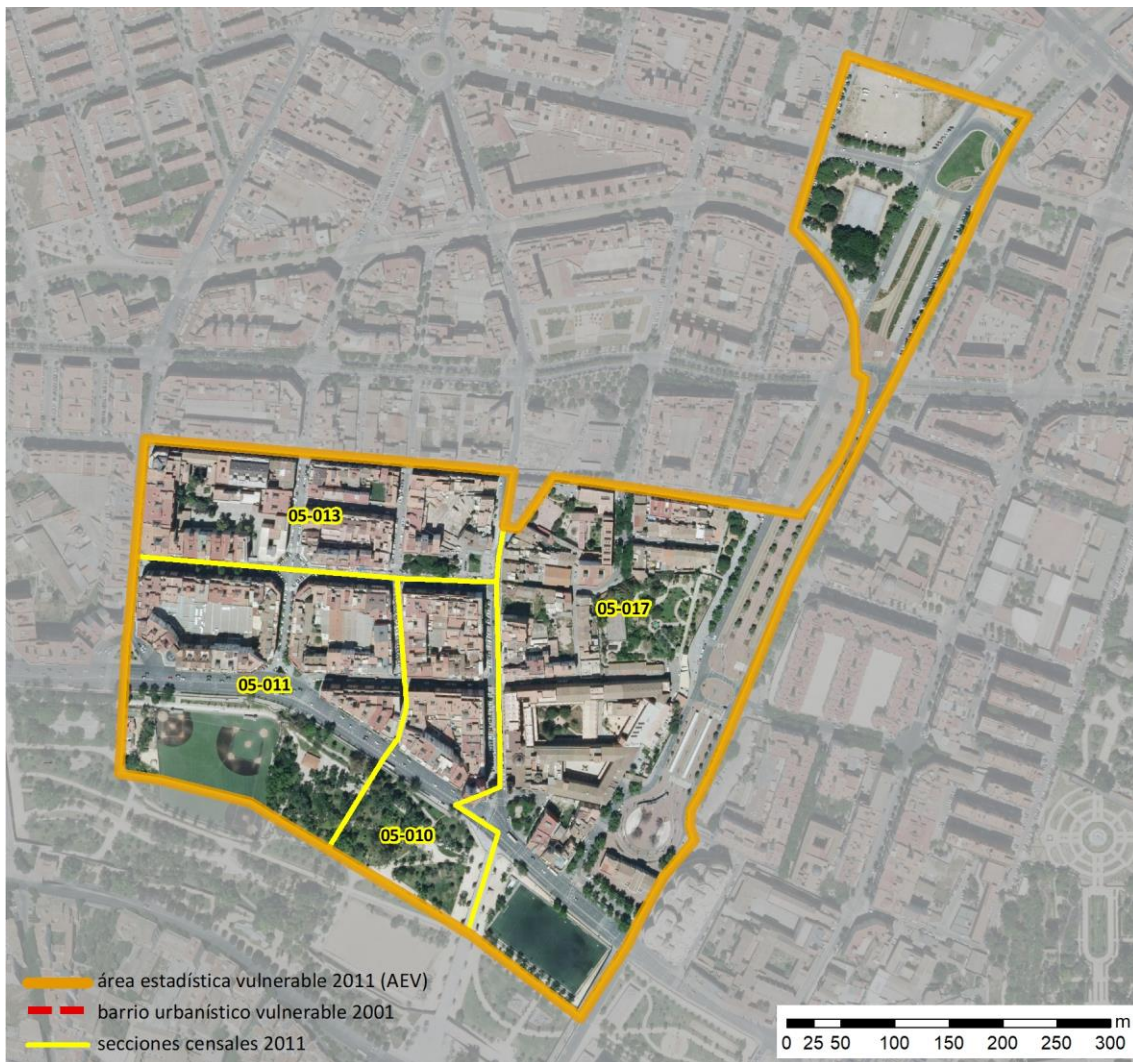 05-013
05-017
05-011
05-010
área estadística vulnerable 2011 (AEV)
barrio urbanístico vulnerable 2001
secciones censales 2011
m
0 25 50 100 150 200 250 300